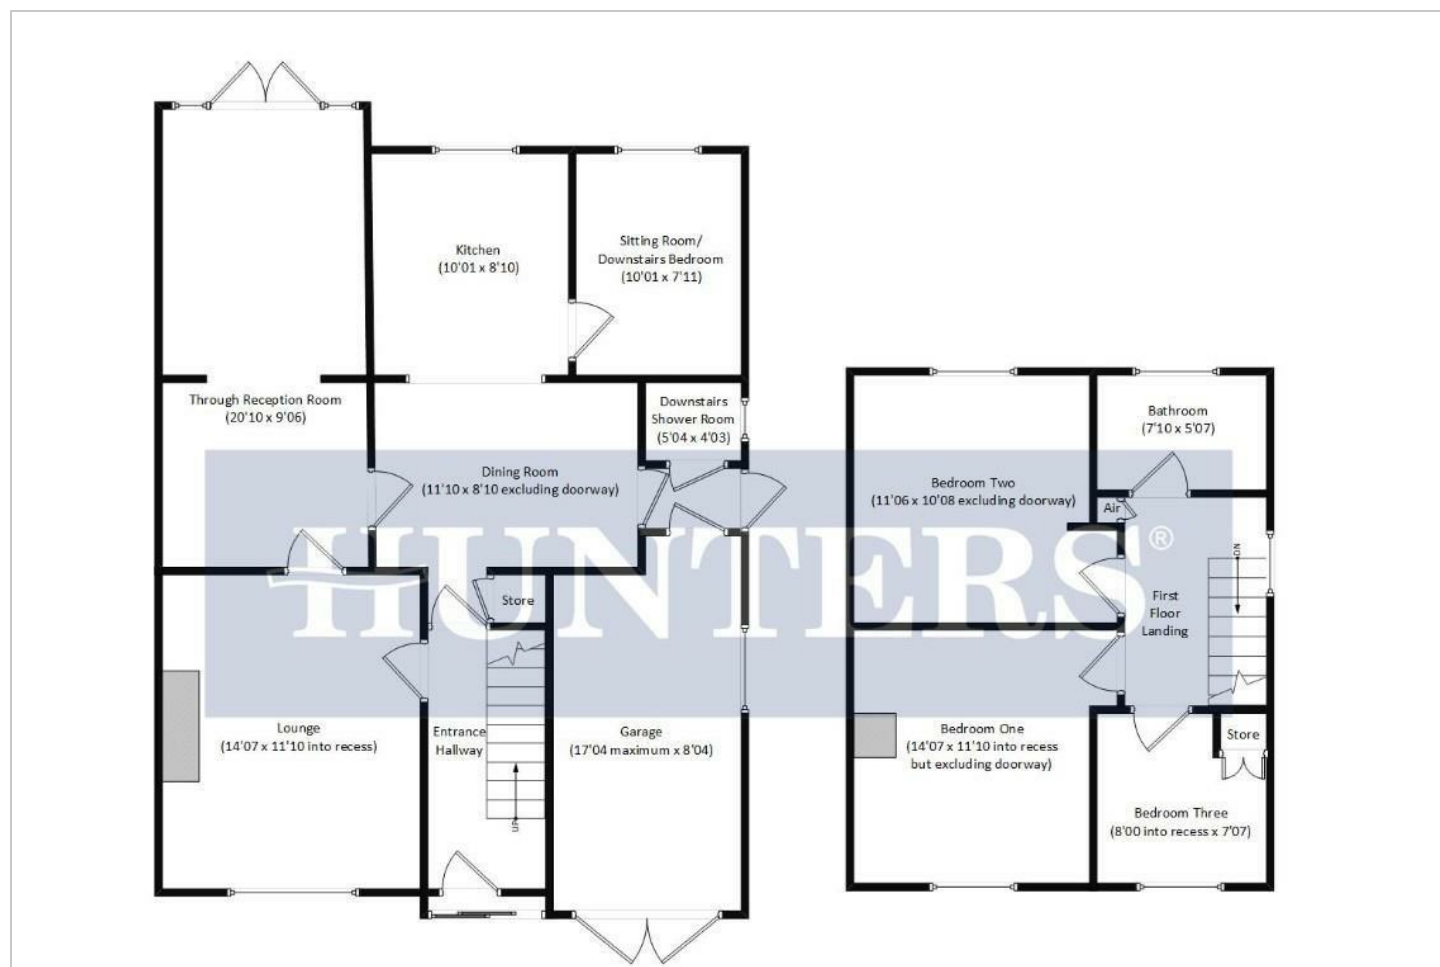 Kitchen
(10'01 x 8'10)
Sitting Room/
Downstairs Bedroom
(10'01 x 7'11)
Through Reception Room
(20'10 x 9'06)
Downstairs
Shower Room
(5'04 x 4'03)
Dining Room
(11'10 x 8'10 excluding doorway)
Store
Lounge
(14'07 x 11'10 into recess)
Entrance
Hallway
UP
Garage
(17'04 maximum x 8'04)
Bathroom
(7'10 x 5'07)
Bedroom Two
(11'06 x 10'08 excluding doorway)
Air
DN
First
Floor
Landing
Bedroom One
(14'07 x 11'10 into recess
but excluding doorway)
Store
Bedroom Three
(8'00 into recess x 7'07)
HUNTERS®